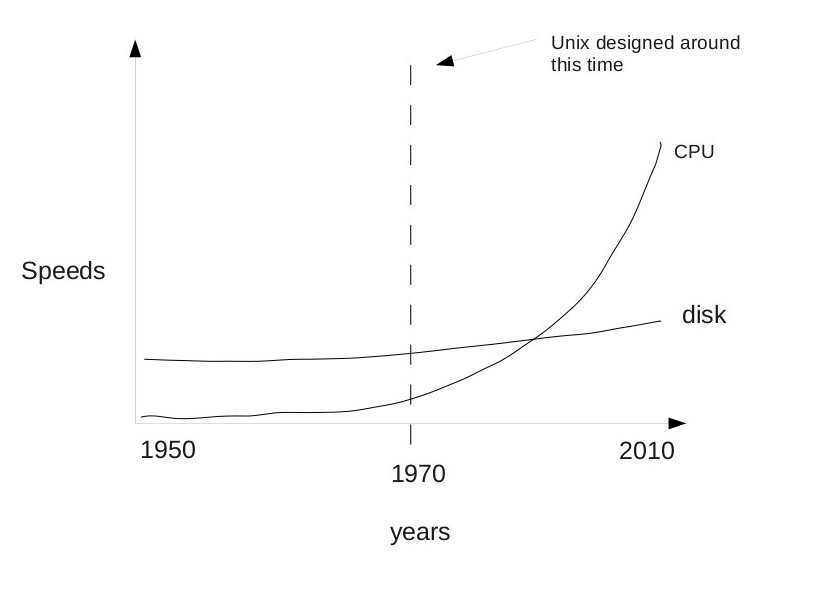 Unix designed around
this time
CPU
Speeds
disk
1950
2010
1970
years